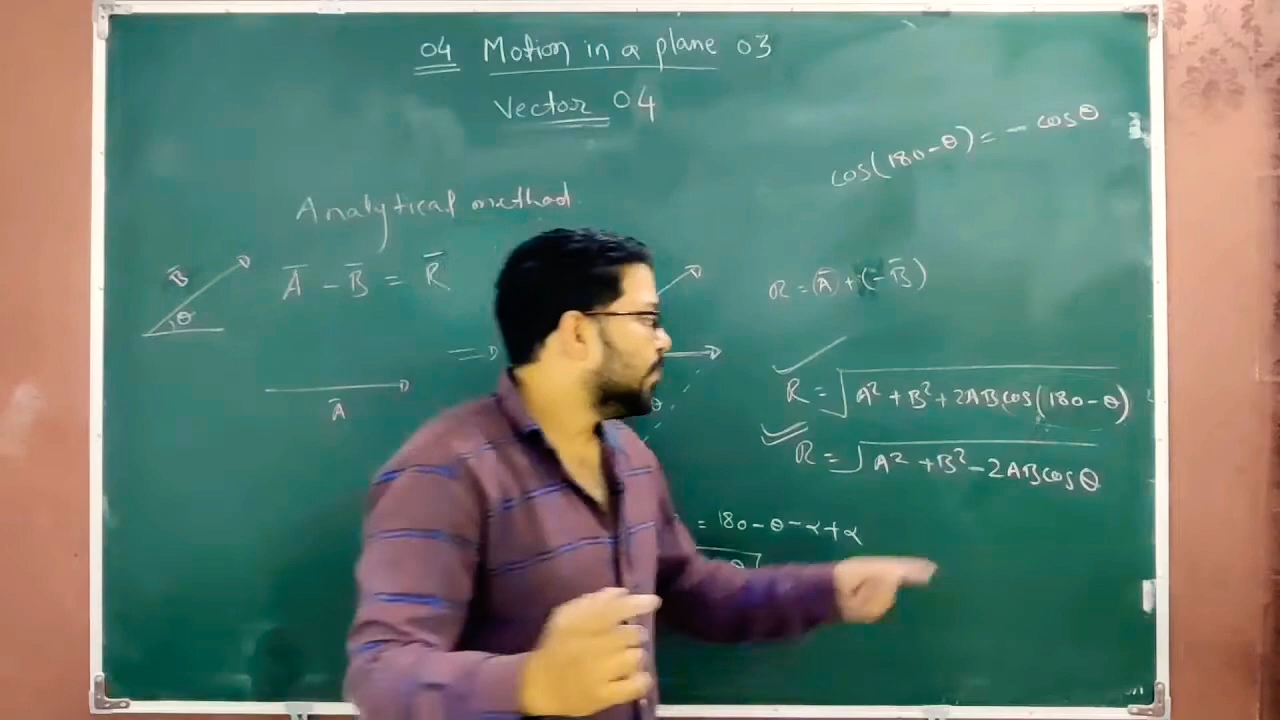 04 Motion in a plane 03
Vector 04
cos(180-θ) = - cosθ
Analytical method
B̄
θ
Ā - B̄ = R̄
R = (Ā) + (-B̄)
⇒
Ā
R = √A² + B² + 2ABcos(180-θ)
R = √A² + B² - 2ABcosθ
= 180-θ-α+α
θ